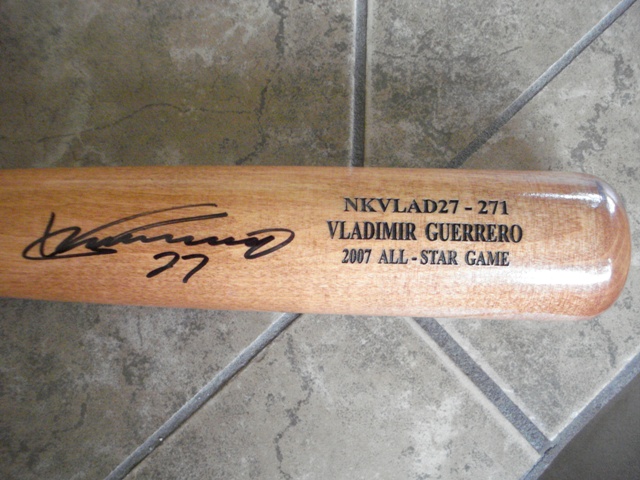 NKVLAD27 - 271
VLADIMIR GUERRERO
2007 ALL-STAR GAME
27